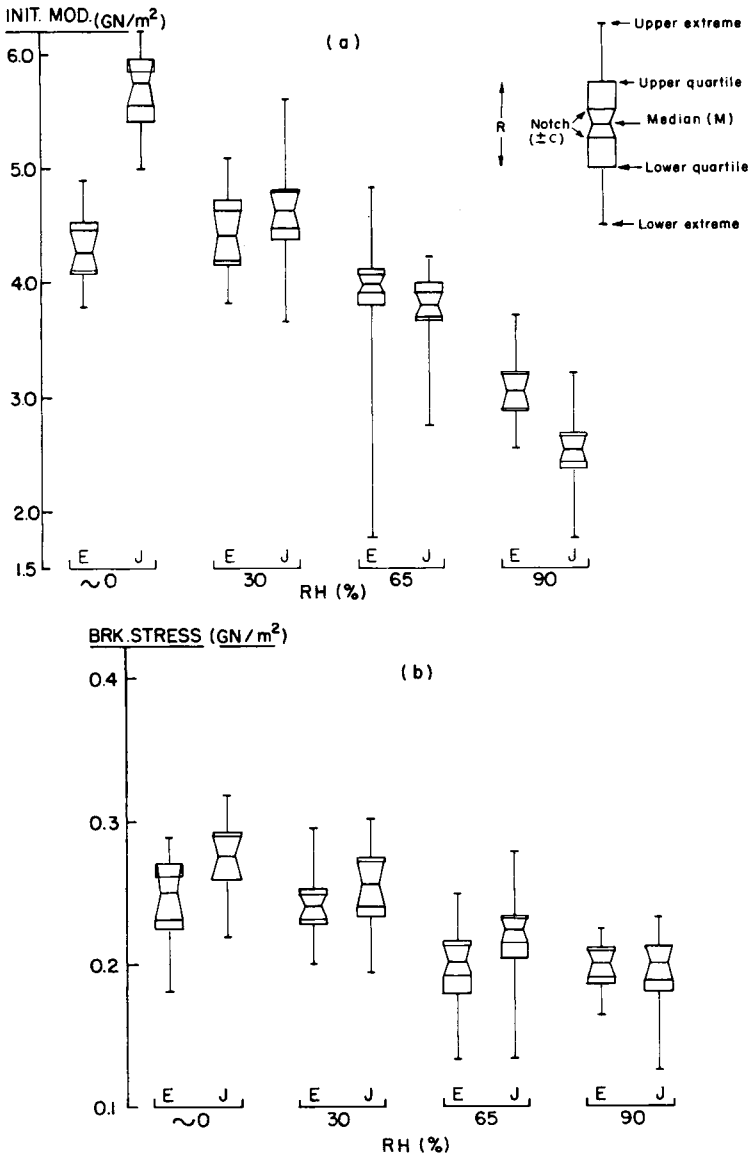 INIT. MOD. (GN/m²)
(a)
6.0
5.0
4.0
3.0
2.0
1.5
Upper extreme
Upper quartile
R
Notch
(±C)
Median (M)
Lower quartile
Lower extreme
E J E J E J E J
~0 30 65 90
RH (%)
BRK. STRESS (GN/m²)
(b)
0.4
0.3
0.2
0.1
E J E J E J E J
~0 30 65 90
RH (%)